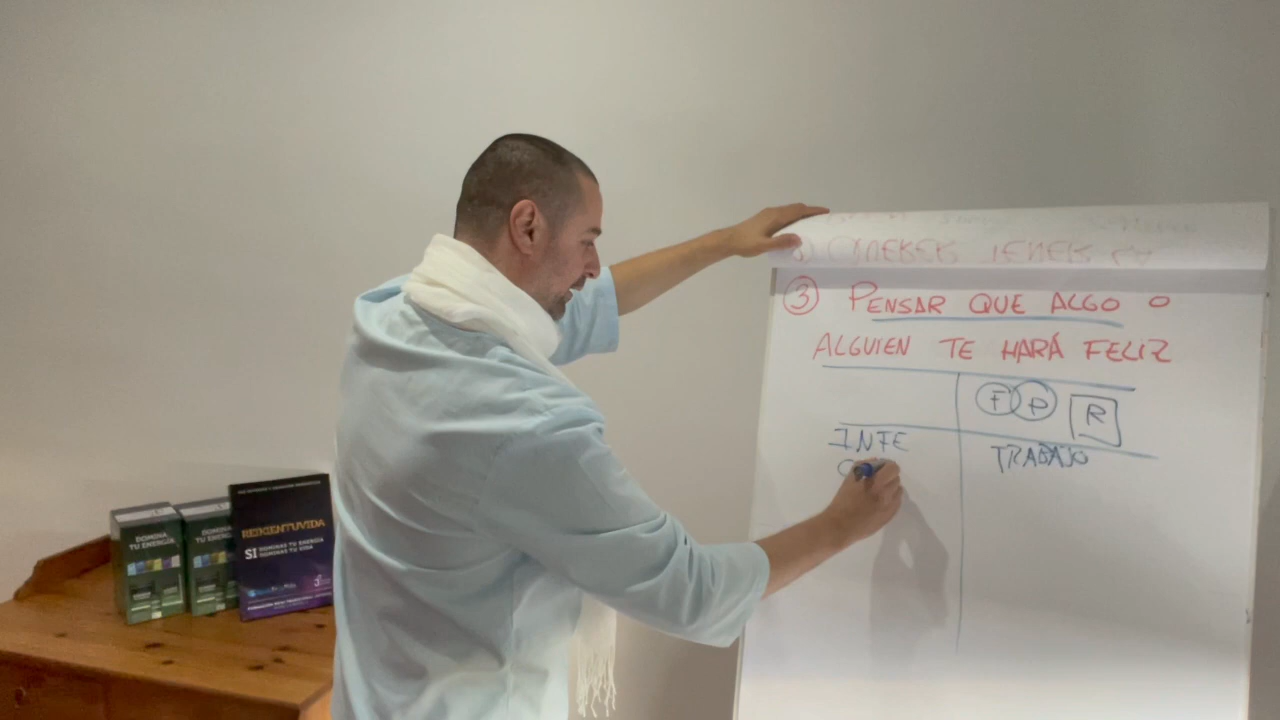 ③ PENSAR QUE ALGO O
ALGUIEN TE HARÁ FELIZ
F P R
INFE
TRABAJO
DOMINA
TU ENERGÍA
DOMINA
TU ENERGÍA
REIKIENTUVIDA
SI DOMINAS TU ENERGÍA
DOMINAS TU VIDA